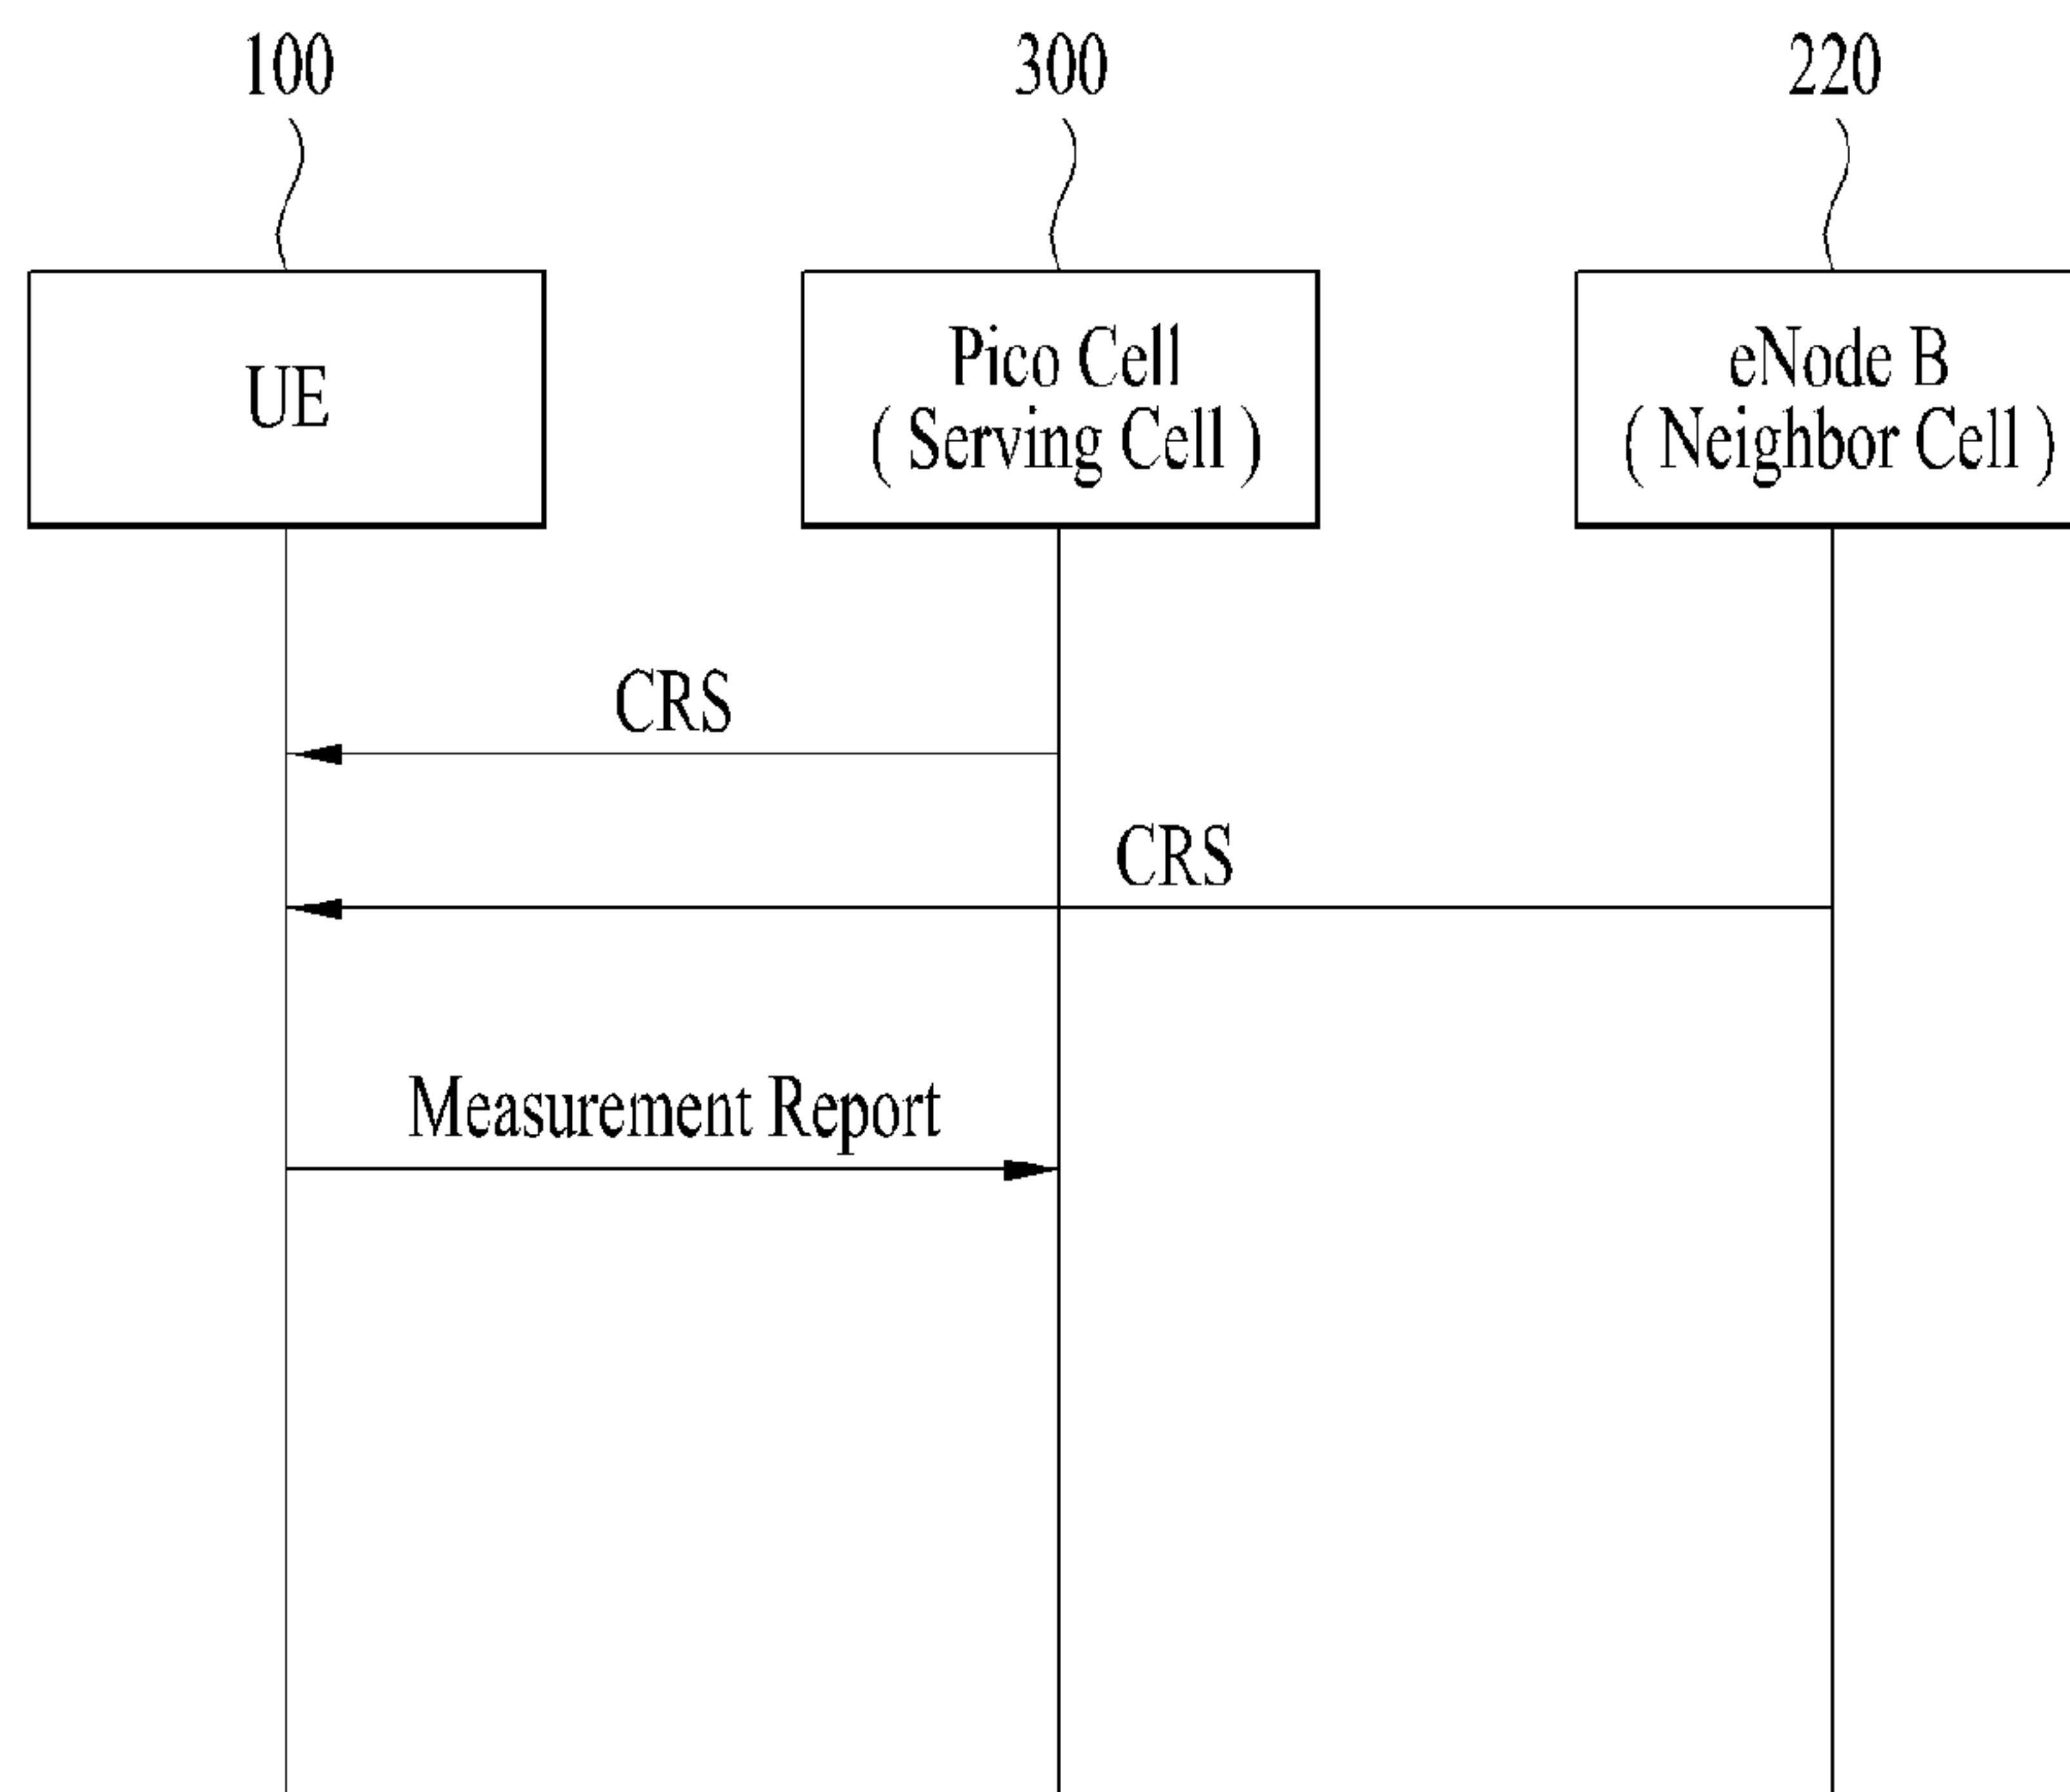 100
300
220
UE
Pico Cell
( Serving Cell )
eNode B
( Neighbor Cell )
CRS
CRS
Measurement Report